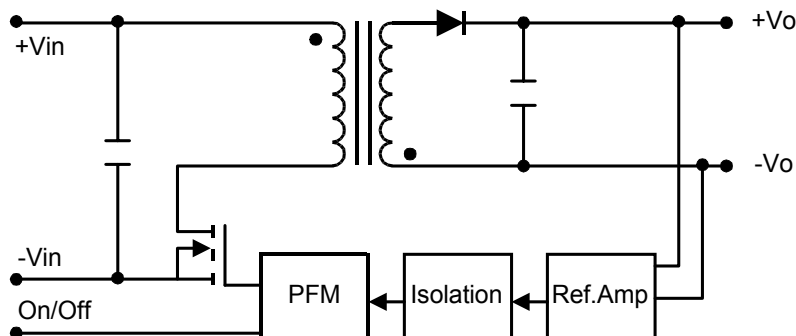 +Vin
+Vo
-Vo
-Vin
On/Off
PFM
Isolation
Ref.Amp